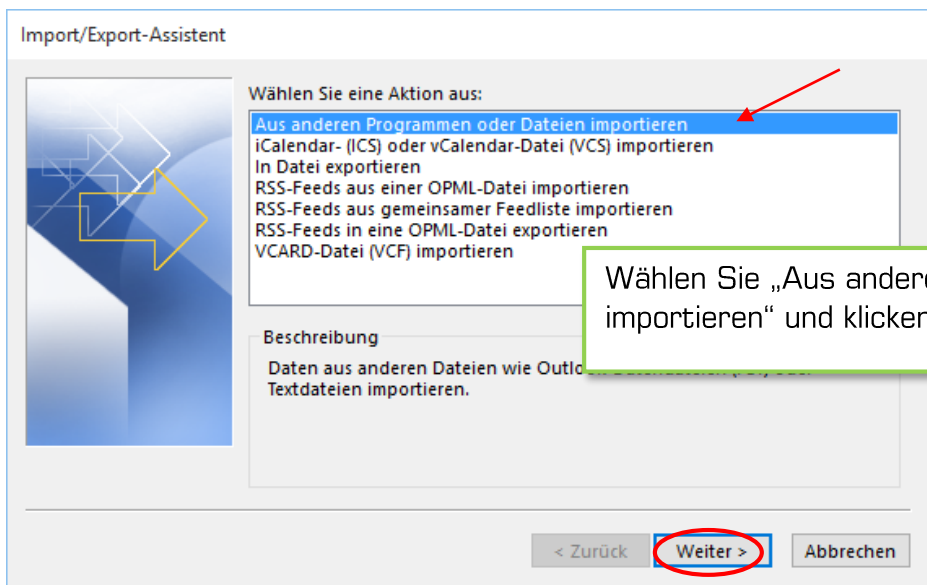 Import/Export-Assistent
Wählen Sie eine Aktion aus:
Aus anderen Programmen oder Dateien importieren
iCalendar- (ICS) oder vCalendar-Datei (VCS) importieren
In Datei exportieren
RSS-Feeds aus einer OPML-Datei importieren
RSS-Feeds aus gemeinsamer Feedliste importieren
RSS-Feeds in eine OPML-Datei exportieren
VCARD-Datei (VCF) importieren
Wählen Sie „Aus andere
importieren“ und klicken
Beschreibung
Daten aus anderen Dateien wie
Textdateien importieren.
< Zurück
Weiter >
Abbrechen